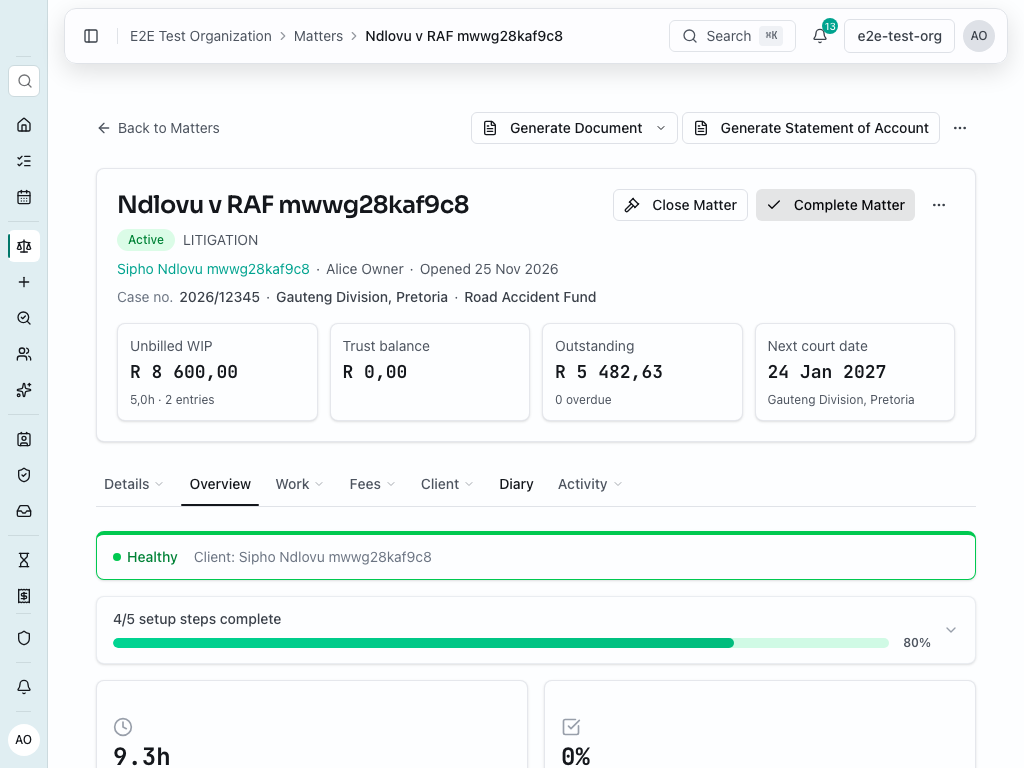 E2E Test Organization > Matters > Ndlovu v RAF mwwg28kaf9c8
Search ⌘K
13
e2e-test-org
AO
Back to Matters
Generate Document
Generate Statement of Account
Ndlovu v RAF mwwg28kaf9c8
Close Matter
Complete Matter
Active LITIGATION
Sipho Ndlovu mwwg28kaf9c8 · Alice Owner · Opened 25 Nov 2026
Case no. 2026/12345 · Gauteng Division, Pretoria · Road Accident Fund
Unbilled WIP
R 8 600,00
5,0h · 2 entries
Trust balance
R 0,00
Outstanding
R 5 482,63
0 overdue
Next court date
24 Jan 2027
Gauteng Division, Pretoria
Details Overview Work Fees Client Diary Activity
Healthy Client: Sipho Ndlovu mwwg28kaf9c8
4/5 setup steps complete
80%
9.3h
0%
AO